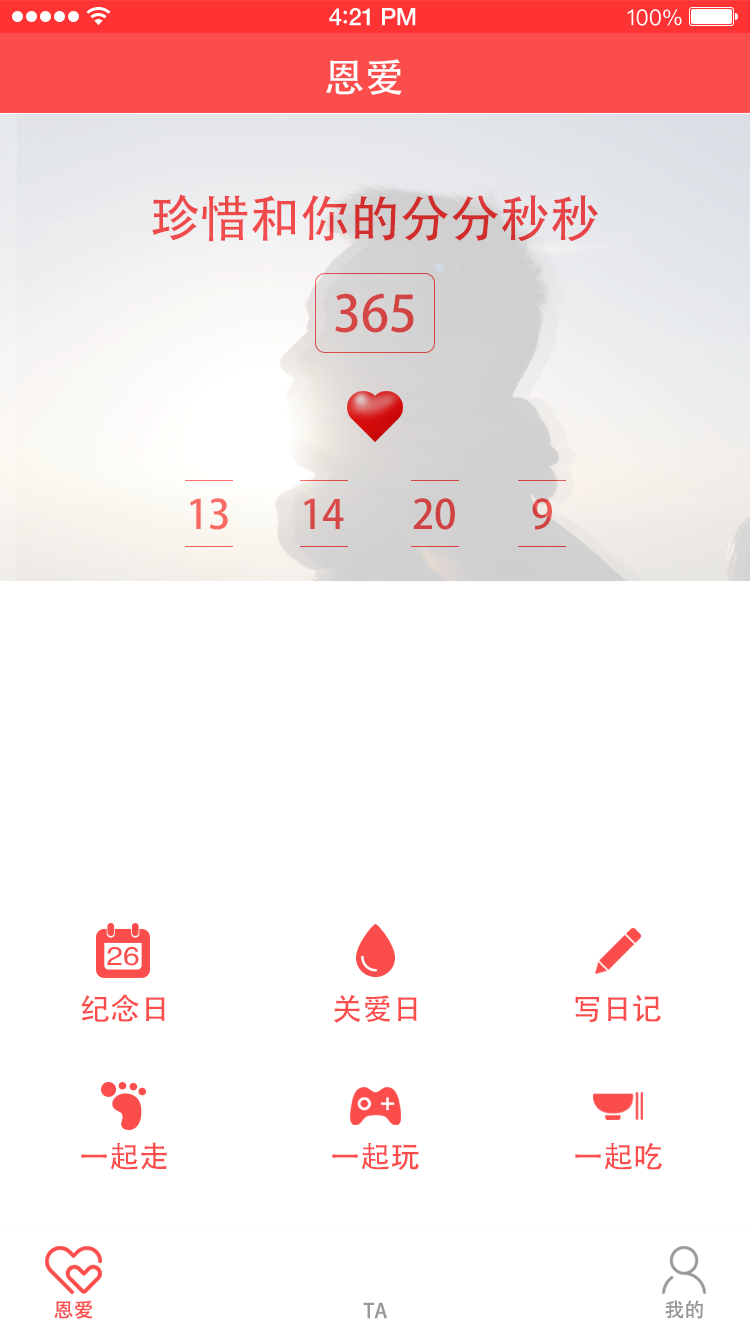 4:21 PM 100%
恩爱
珍惜和你的分分秒秒
365
13 14 20 9
26
纪念日 关爱日 写日记
一起走 一起玩 一起吃
恩爱 TA 我的